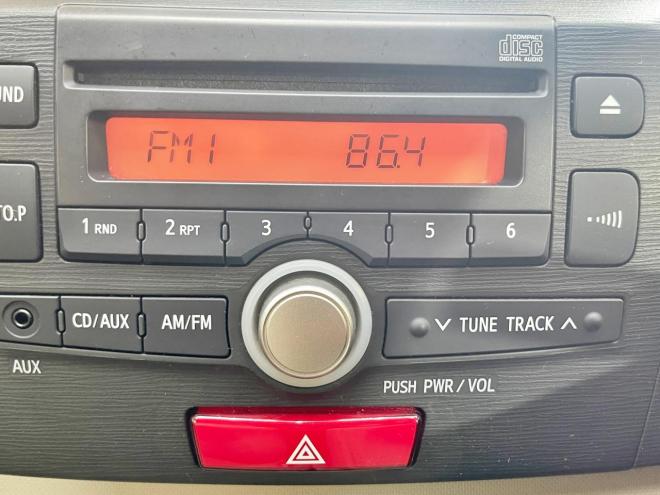 COMPACT
disc
DIGITAL AUDIO
UND
FM1 86.4
TO.P
1 RND 2 RPT 3 4 5 6
CD/AUX AM/FM TUNE TRACK
AUX
PUSH PWR/VOL